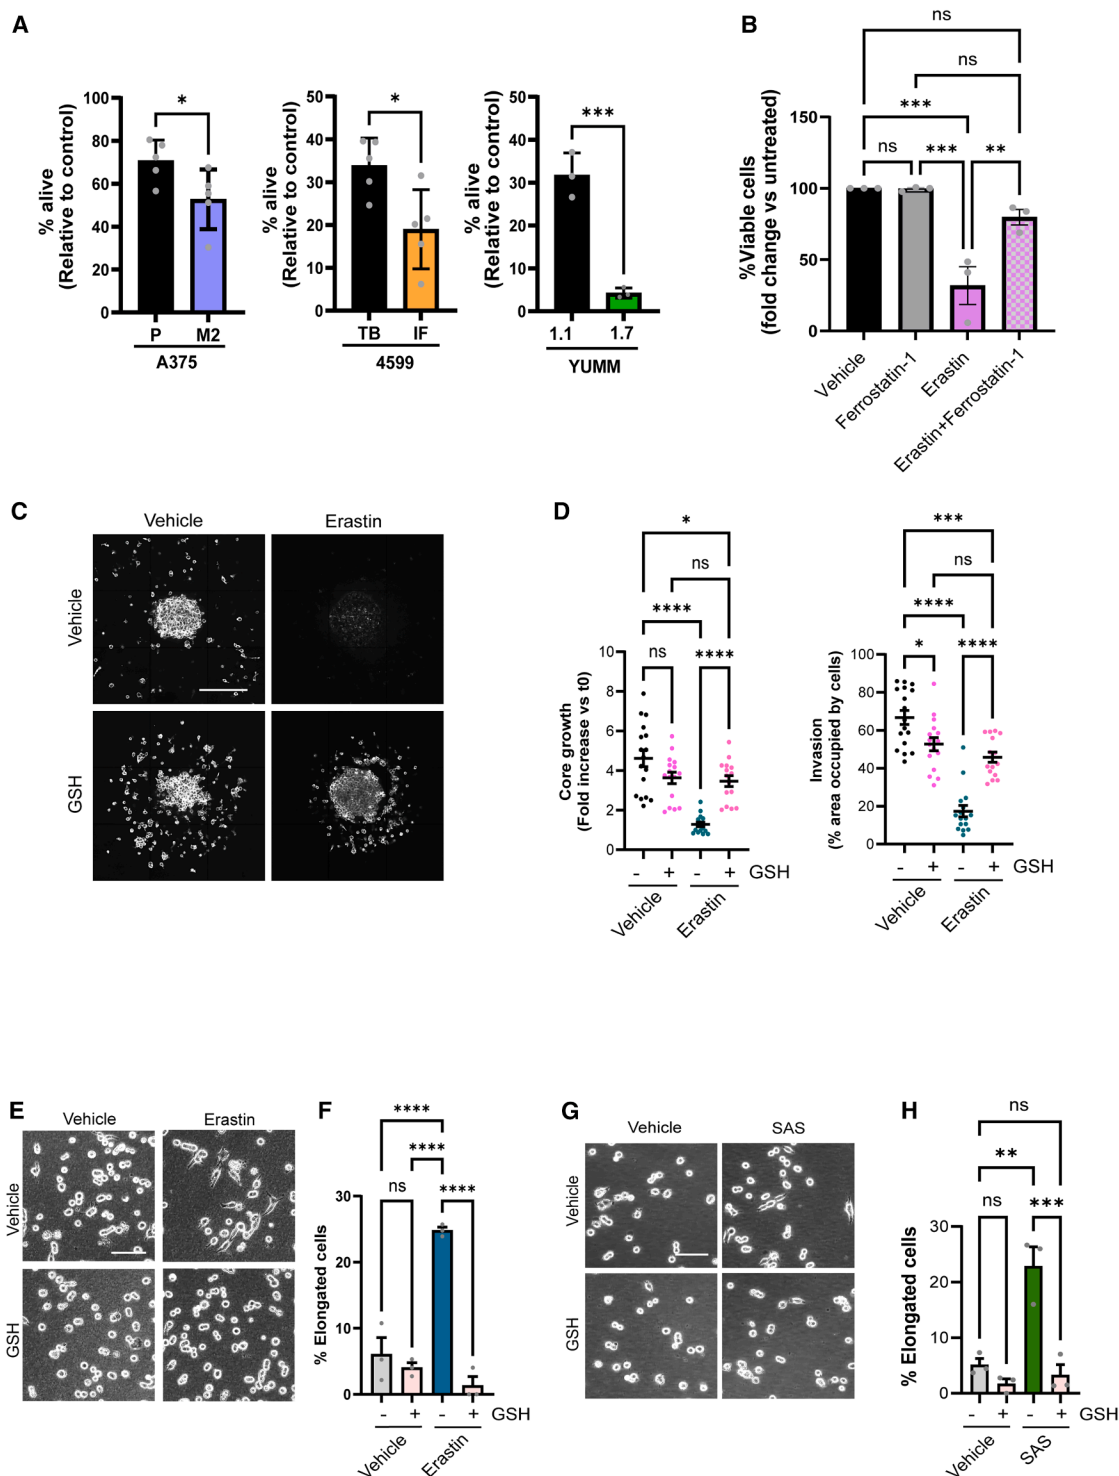 A
% alive
(Relative to control)
100
80
60
40
20
0
*
P M2
A375
% alive
(Relative to control)
50
40
30
20
10
0
*
TB IF
4599
% alive
(Relative to control)
50
40
30
20
10
0
***
1.1 1.7
YUMM
B
%Viable cells
(fold change vs untreated)
150
100
50
0
ns
ns
***
ns *** **
Vehicle
Ferrostatin-1
Erastin
Erastin+Ferrostatin-1
C
Vehicle Erastin
Vehicle
GSH
D
Core growth
(Fold increase vs t0)
10
8
6
4
2
0
*
ns
****
ns ****
- + - + GSH
Vehicle Erastin
Invasion
(% area occupied by cells)
100
80
60
40
20
0
***
ns
****
* ****
- + - + GSH
Vehicle Erastin
E
Vehicle Erastin
Vehicle
GSH
F
% Elongated cells
30
20
10
0
****
****
ns ****
- + - + GSH
Vehicle Erastin
G
Vehicle SAS
Vehicle
GSH
H
% Elongated cells
30
20
10
0
ns
**
ns ***
- + - + GSH
Vehicle SAS